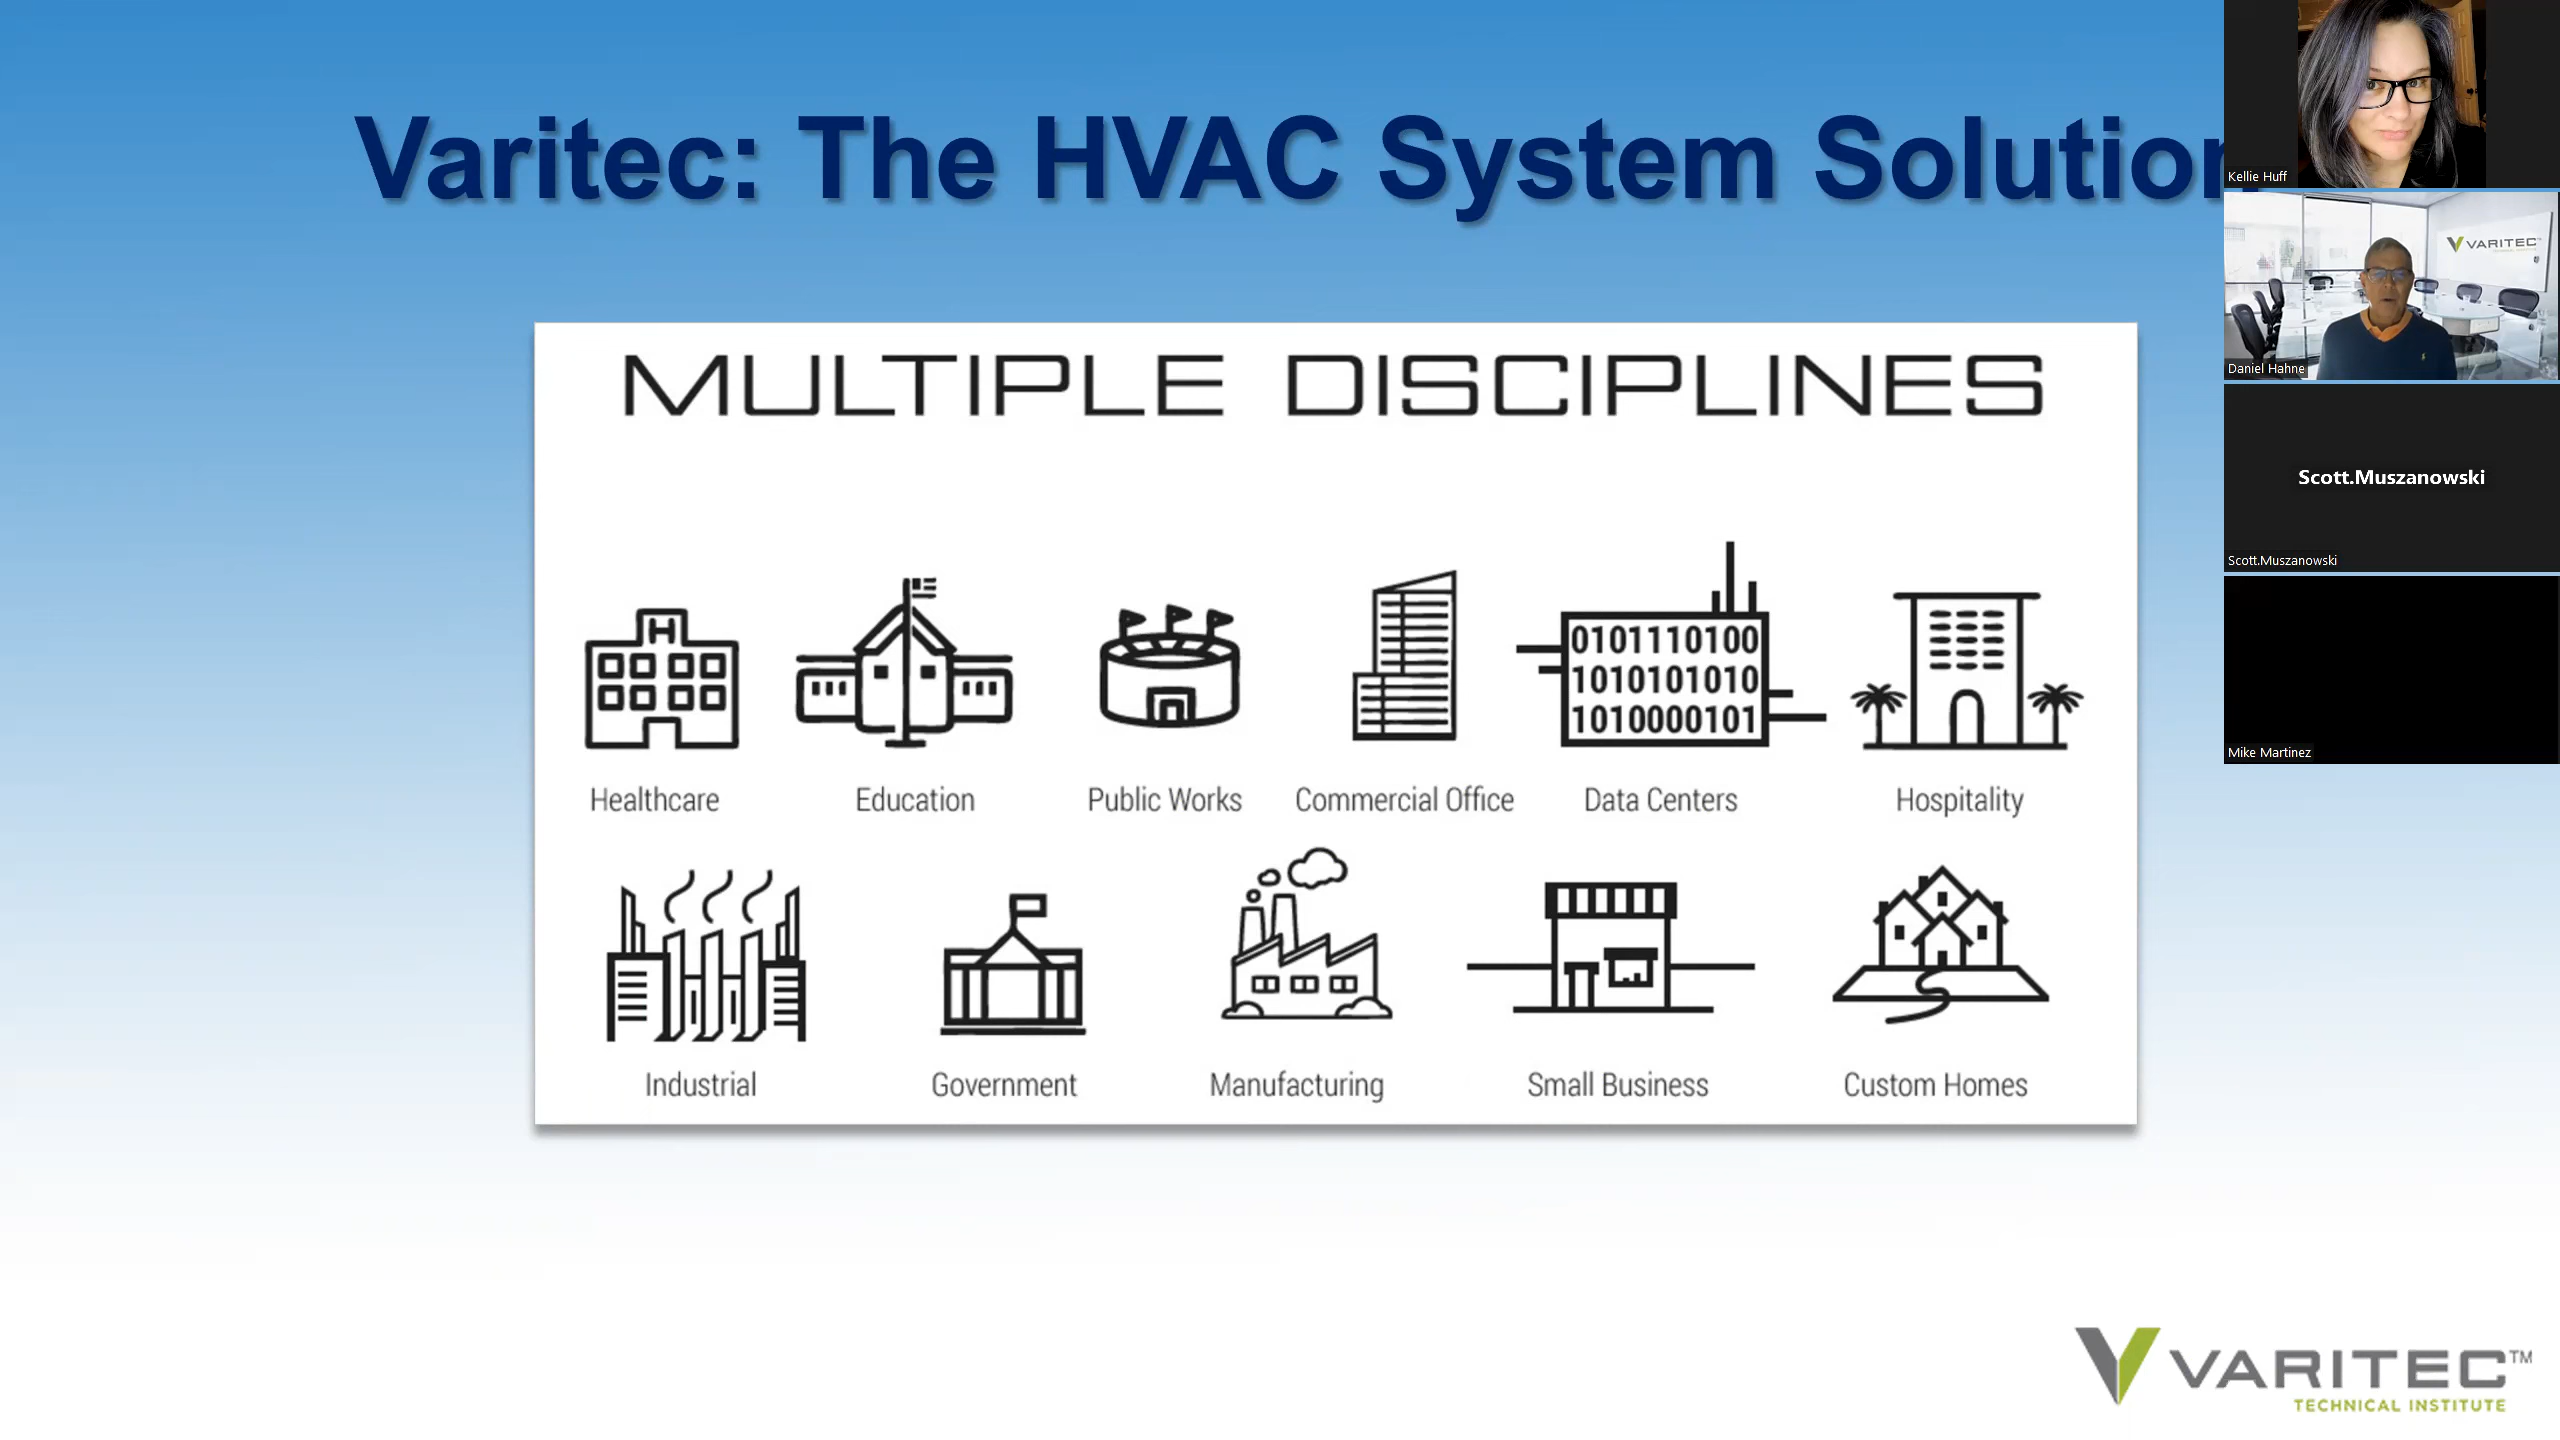 Varitec: The HVAC System Solution
MULTIPLE DISCIPLINES
H
0101110100
1010101010
1010000101
Healthcare
Education
Public Works
Commercial Office
Data Centers
Hospitality
Industrial
Government
Manufacturing
Small Business
Custom Homes
VARITEC™
TECHNICAL INSTITUTE
Kellie Huff
VARITEC
Daniel Hahne
Scott.Muszanowski
Scott.Muszanowski
Mike Martinez